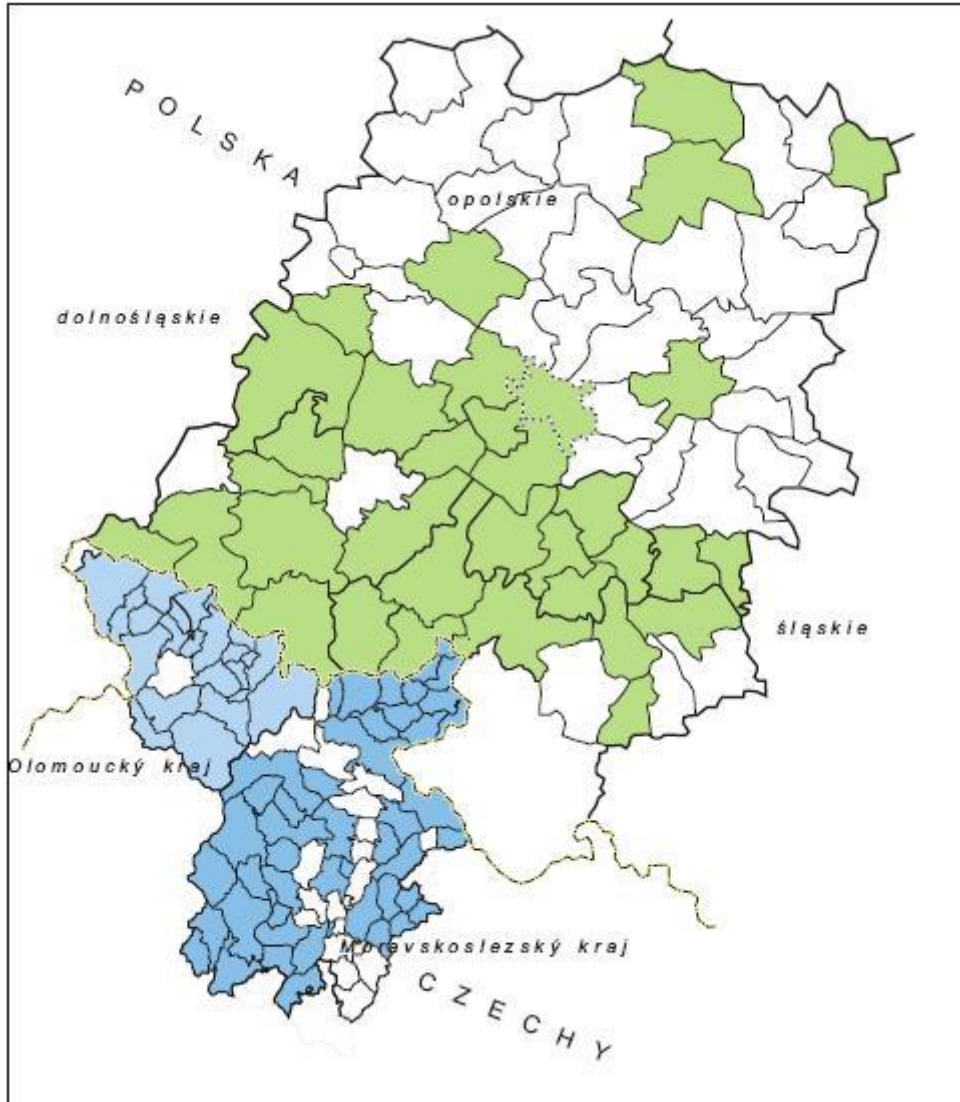 POLSKA
opolskie
dolnośląskie
śląskie
Olomoucký kraj
Moravskoslezský kraj
CZECHY